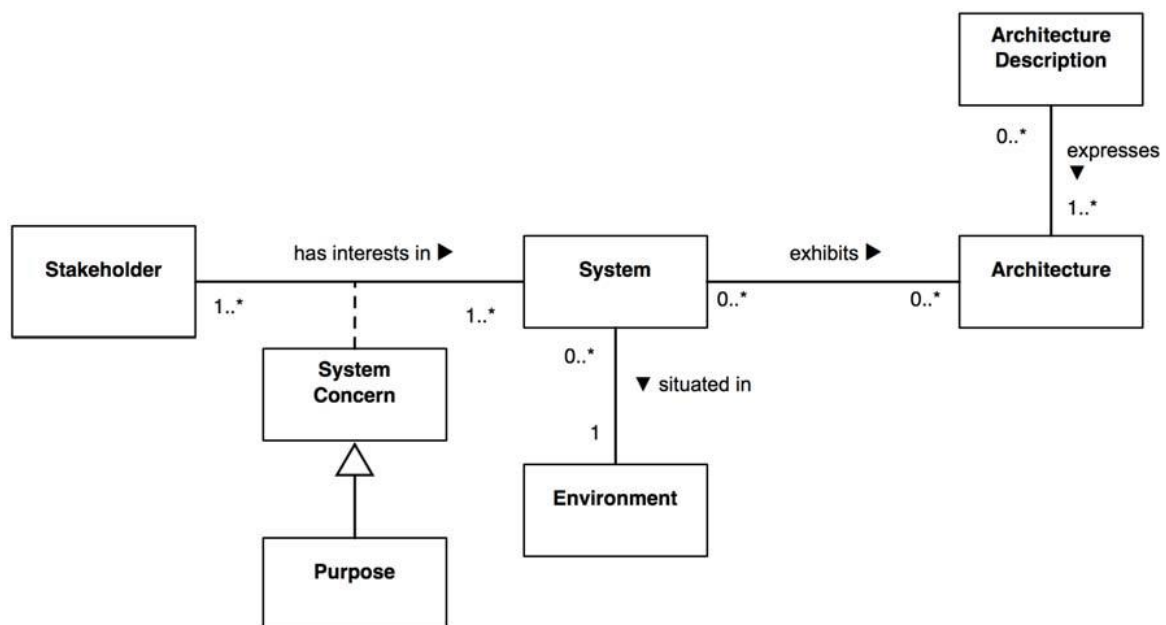 Architecture
Description
0..*
expresses
▼
1..*
Stakeholder
has interests in ►
System
exhibits ►
Architecture
1..*
1..*
0..*
0..*
System
Concern
0..*
▼ situated in
1
Environment
Purpose